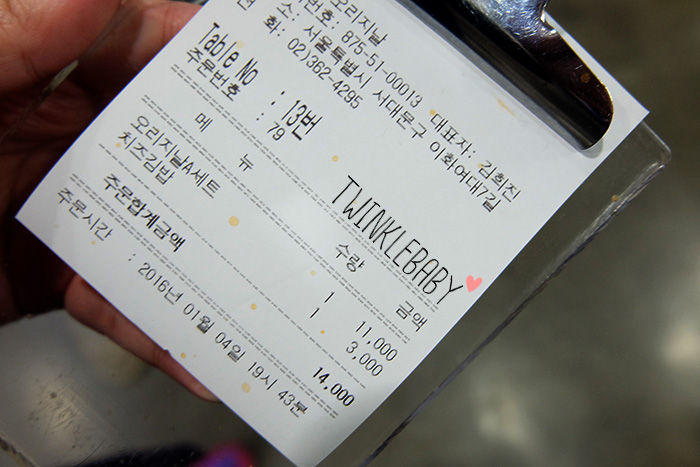 오리지날
번호: 875-51-00013 대표자: 김희진
소: 서울특별시 서대문구 이화여대7길
화: 02)362-4295
Table No : 13번
주문번호 : 79
메 뉴 수량 금액
오리지날A세트 1 11,000
치즈김밥 1 3,000
주문합계금액 14,000
주문시간 : 2016년 01월 04일 19시 43분
TWINKLEBABY